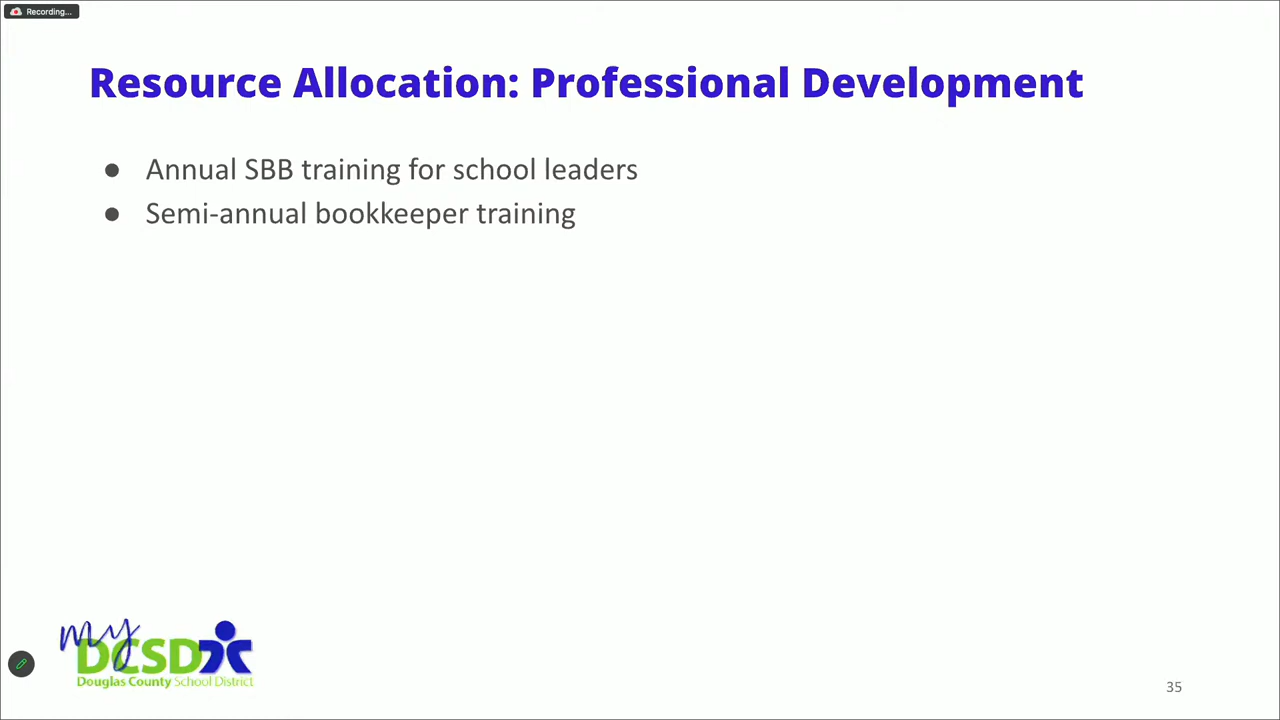 Recording...
Resource Allocation: Professional Development
● Annual SBB training for school leaders
● Semi-annual bookkeeper training
my
DCSD
Douglas County School District
35